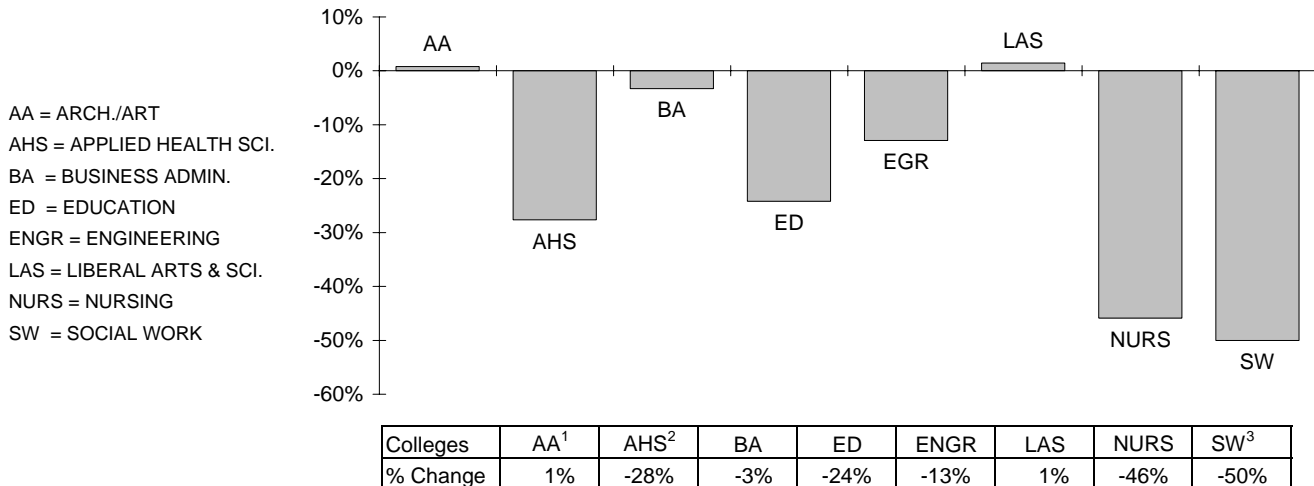 10%
AA
LAS
0%
AA = ARCH./ART
-10%
BA
AHS = APPLIED HEALTH SCI.
EGR
BA = BUSINESS ADMIN.
-20%
ED = EDUCATION
ED
ENGR = ENGINEERING
-30%
AHS
LAS = LIBERAL ARTS & SCI.
-40%
NURS = NURSING
SW = SOCIAL WORK
-50%
NURS
SW
-60%
Colleges AA1 AHS2 BA ED ENGR LAS NURS SW3
% Change 1% -28% -3% -24% -13% 1% -46% -50%